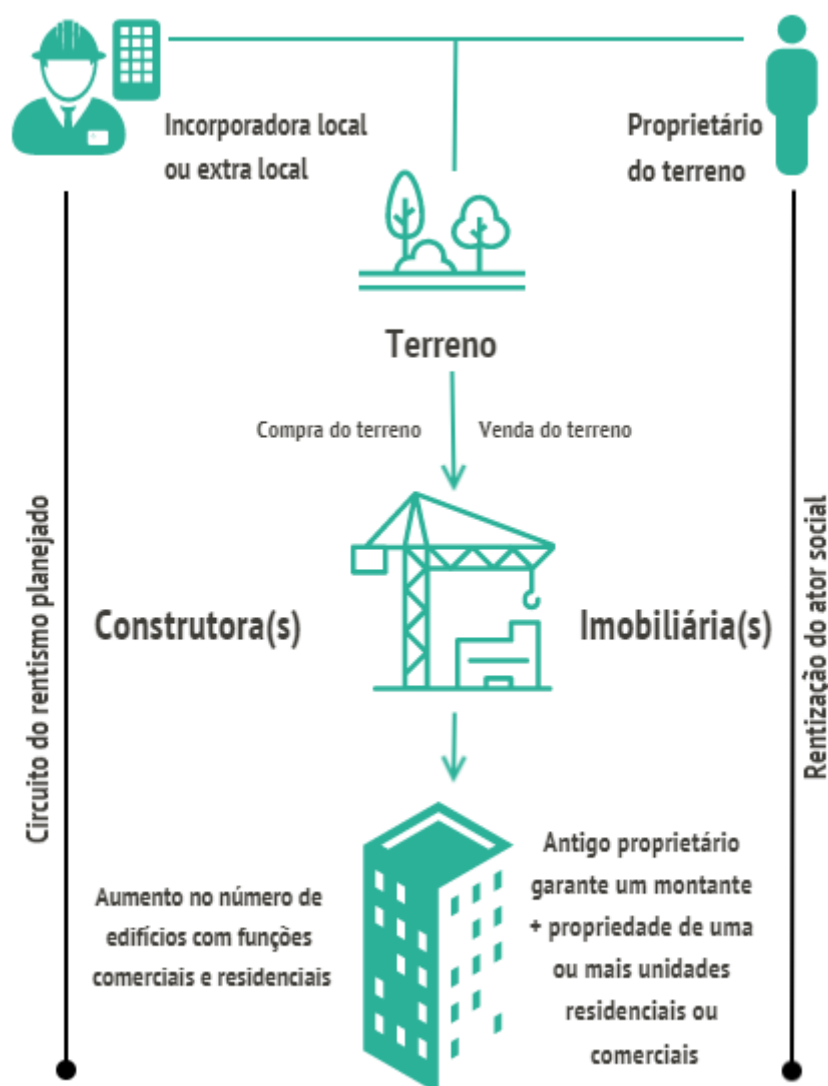 Incorporadora local
ou extra local
Proprietário
do terreno
Terreno
Compra do terreno
Venda do terreno
Circuito do rentismo planejado
Construtora(s)
Imobiliária(s)
Rentização do ator social
Aumento no número de
edifícios com funções
comerciais e residenciais
Antigo proprietário
garante um montante
+ propriedade de uma
ou mais unidades
residenciais ou
comerciais